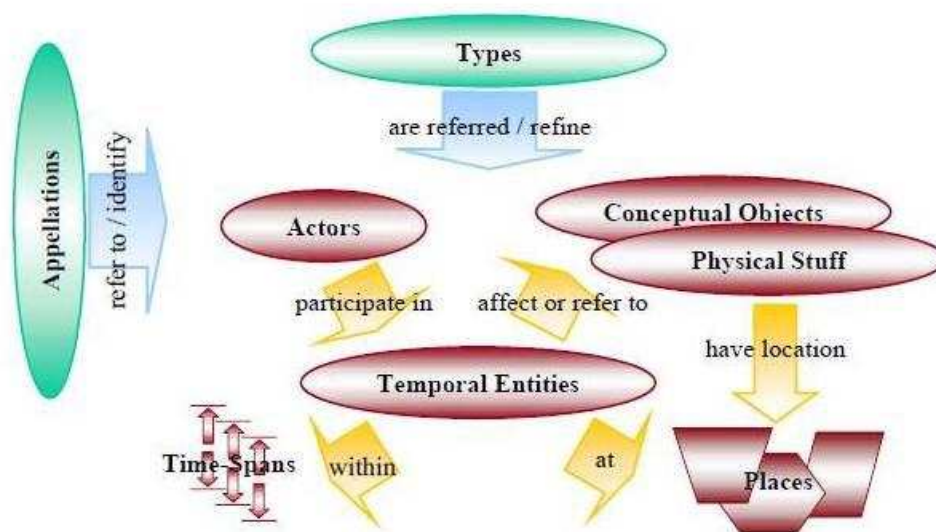 Types
are referred / refine
Appellations
refer to / identify
Actors
Conceptual Objects
Physical Stuff
participate in
affect or refer to
have location
Temporal Entities
Time-Spans
within
at
Places